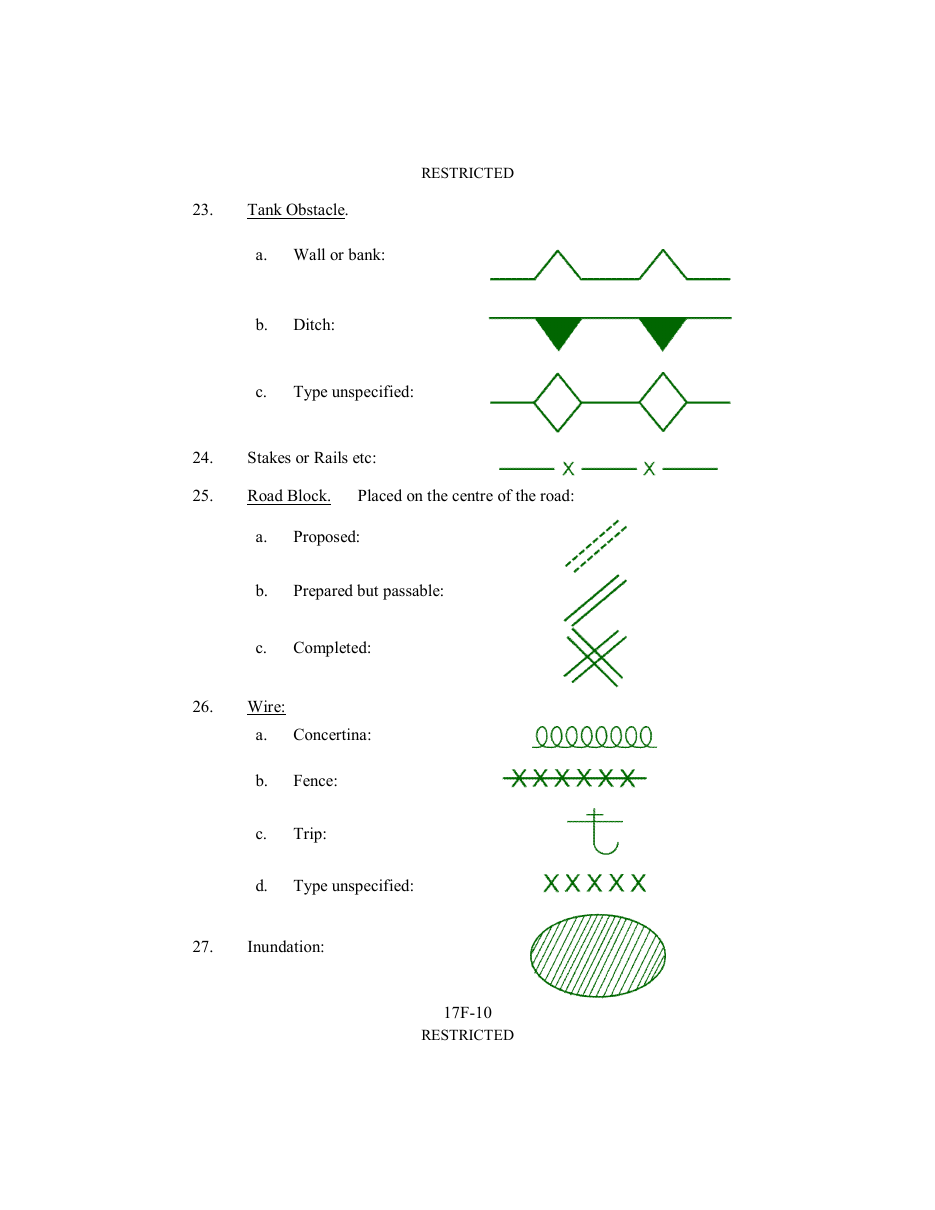 RESTRICTED
23. Tank Obstacle.
a. Wall or bank:
b. Ditch:
c. Type unspecified:
24. Stakes or Rails etc: X X
25. Road Block. Placed on the centre of the road:
a. Proposed:
b. Prepared but passable:
c. Completed:
26. Wire:
a. Concertina:
b. Fence: X X X X X X
c. Trip:
d. Type unspecified: X X X X X
27. Inundation:
17F-10
RESTRICTED